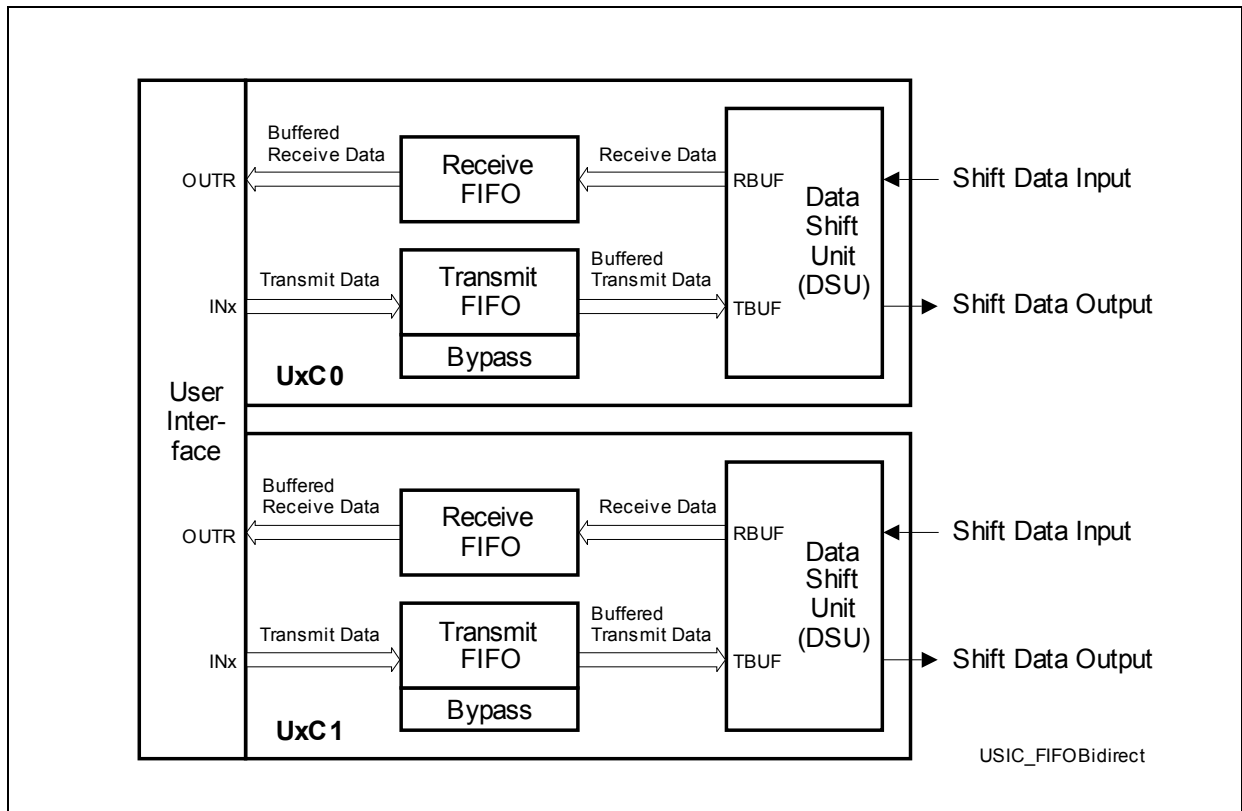 Buffered
Receive Data
Receive Data
OUTR
Receive
FIFO
RBUF
Shift Data Input
Data
Shift
Unit
(DSU)
Transmit Data
Buffered
Transmit Data
INx
Transmit
FIFO
TBUF
Shift Data Output
Bypass
UxC0
User
Inter-
face
Buffered
Receive Data
Receive Data
OUTR
Receive
FIFO
RBUF
Shift Data Input
Data
Shift
Unit
(DSU)
Transmit Data
Buffered
Transmit Data
INx
Transmit
FIFO
TBUF
Shift Data Output
Bypass
UxC1
USIC_FIFOBidirect